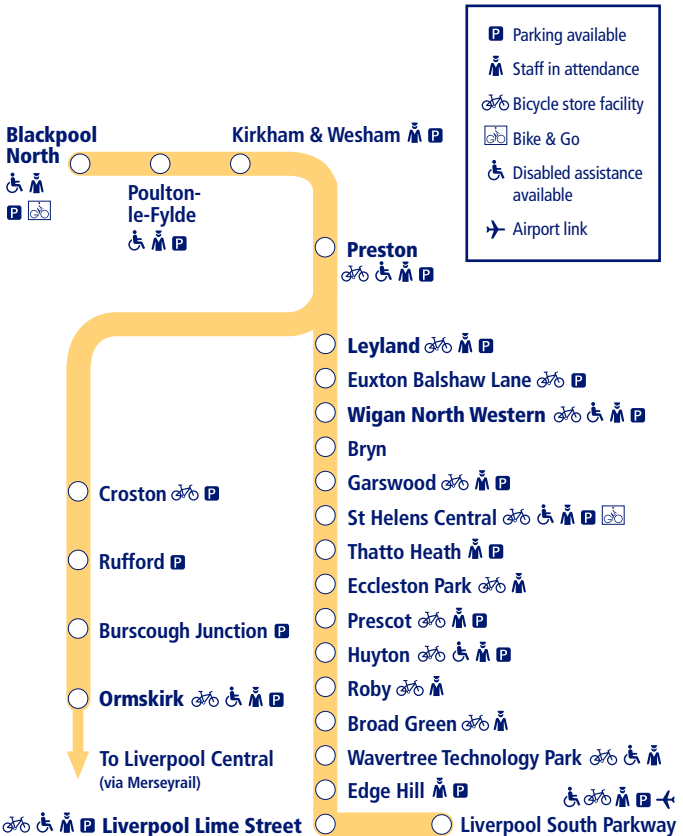 Parking available
Staff in attendance
Bicycle store facility
Bike & Go
Disabled assistance
available
Airport link
Blackpool
North
Poulton-
le-Fylde
Kirkham & Wesham
Preston
Leyland
Euxton Balshaw Lane
Wigan North Western
Bryn
Garswood
St Helens Central
Thatto Heath
Eccleston Park
Prescot
Huyton
Roby
Broad Green
Wavertree Technology Park
Edge Hill
Croston
Rufford
Burscough Junction
Ormskirk
To Liverpool Central
(via Merseyrail)
Liverpool Lime Street
Liverpool South Parkway